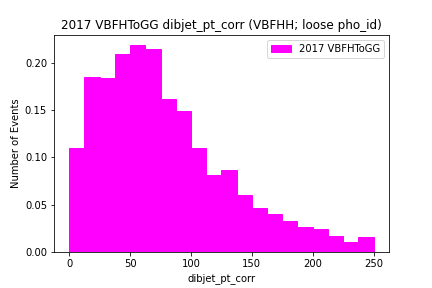 2017 VBFHToGG dibjet_pt_corr (VBFHH; loose pho_id)
2017 VBFHToGG
Number of Events
0.20
0.15
0.10
0.05
0.00
0
50
100
150
200
250
dibjet_pt_corr